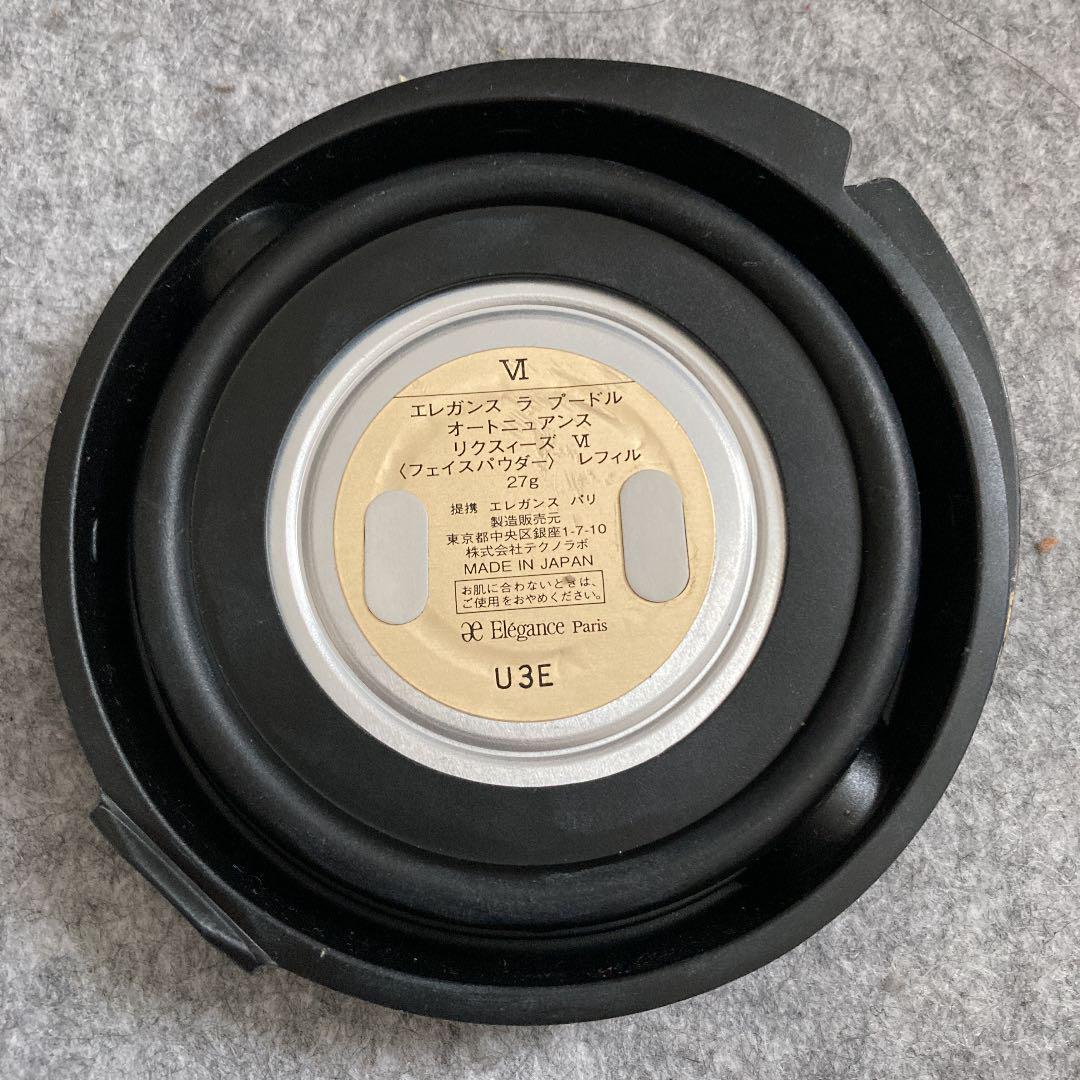 Ⅵ
エレガンス ラ プードル
オートニュアンス
リクスィーズ Ⅵ
〈フェイスパウダー〉 レフィル
27g
提携 エレガンス パリ
製造販売元
東京都中央区銀座1-7-10
株式会社テクノラボ
MADE IN JAPAN
お肌に合わないときは、
ご使用をおやめください。
æ Elégance Paris
U3E